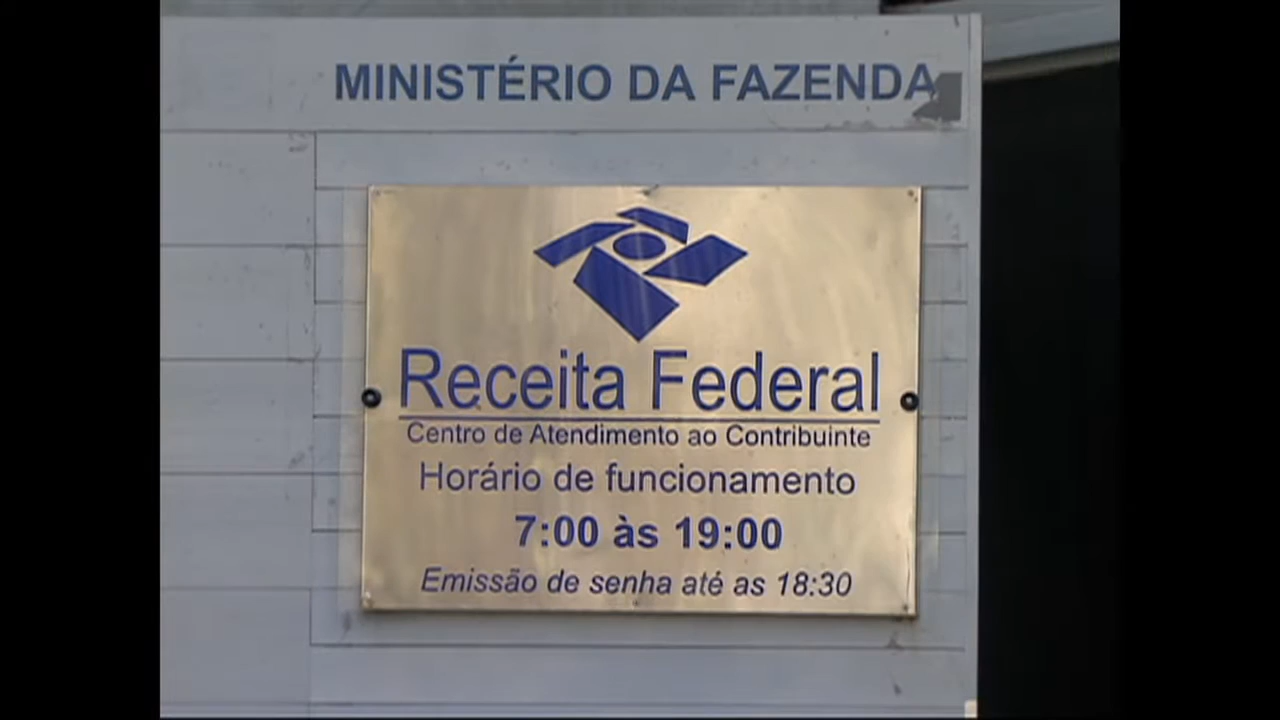 MINISTÉRIO DA FAZENDA
Receita Federal
Centro de Atendimento ao Contribuinte
Horário de funcionamento
7:00 às 19:00
Emissão de senha até as 18:30